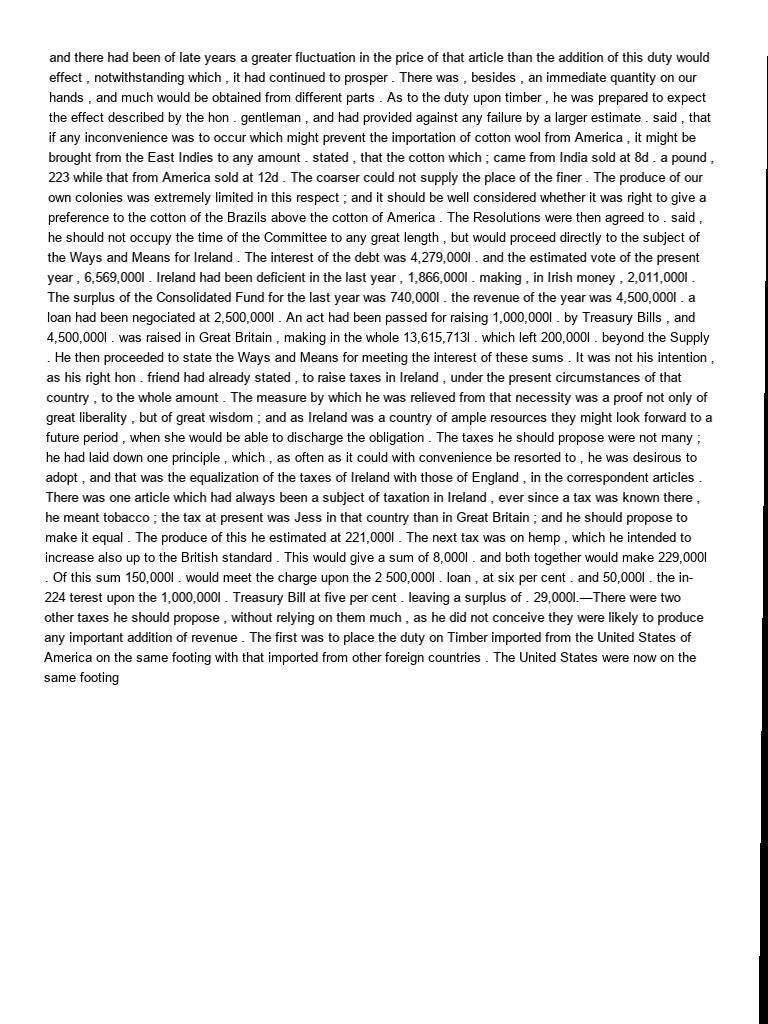 and there had been of late years a greater fluctuation in the price of that article than the addition of this duty would
effect , notwithstanding which , it had continued to prosper . There was , besides , an immediate quantity on our
hands , and much would be obtained from different parts . As to the duty upon timber , he was prepared to expect
the effect described by the hon . gentleman , and had provided against any failure by a larger estimate . said , that
if any inconvenience was to occur which might prevent the importation of cotton wool from America , it might be
brought from the East Indies to any amount . stated , that the cotton which ; came from India sold at 8d . a pound ,
223 while that from America sold at 12d . The coarser could not supply the place of the finer . The produce of our
own colonies was extremely limited in this respect ; and it should be well considered whether it was right to give a
preference to the cotton of the Brazils above the cotton of America . The Resolutions were then agreed to . said ,
he should not occupy the time of the Committee to any great length , but would proceed directly to the subject of
the Ways and Means for Ireland . The interest of the debt was 4,279,000l . and the estimated vote of the present
year , 6,569,000l . Ireland had been deficient in the last year , 1,866,000l . making , in Irish money , 2,011,000l .
The surplus of the Consolidated Fund for the last year was 740,000l . the revenue of the year was 4,500,000l . a
loan had been negociated at 2,500,000l . An act had been passed for raising 1,000,000l . by Treasury Bills , and
4,500,000l . was raised in Great Britain , making in the whole 13,615,713l . which left 200,000l . beyond the Supply
. He then proceeded to state the Ways and Means for meeting the interest of these sums . It was not his intention ,
as his right hon . friend had already stated , to raise taxes in Ireland , under the present circumstances of that
country , to the whole amount . The measure by which he was relieved from that necessity was a proof not only of
great liberality , but of great wisdom ; and as Ireland was a country of ample resources they might look forward to a
future period , when she would be able to discharge the obligation . The taxes he should propose were not many ;
he had laid down one principle , which , as often as it could with convenience be resorted to , he was desirous to
adopt , and that was the equalization of the taxes of Ireland with those of England , in the correspondent articles .
There was one article which had always been a subject of taxation in Ireland , ever since a tax was known there ,
he meant tobacco ; the tax at present was Jess in that country than in Great Britain ; and he should propose to
make it equal . The produce of this he estimated at 221,000l . The next tax was on hemp , which he intended to
increase also up to the British standard . This would give a sum of 8,000l . and both together would make 229,000l
. Of this sum 150,000l . would meet the charge upon the 2 500,000l . loan , at six per cent . and 50,000l . the in-
224 terest upon the 1,000,000l . Treasury Bill at five per cent . leaving a surplus of . 29,000l.—There were two
other taxes he should propose , without relying on them much , as he did not conceive they were likely to produce
any important addition of revenue . The first was to place the duty on Timber imported from the United States of
America on the same footing with that imported from other foreign countries . The United States were now on the
same footing